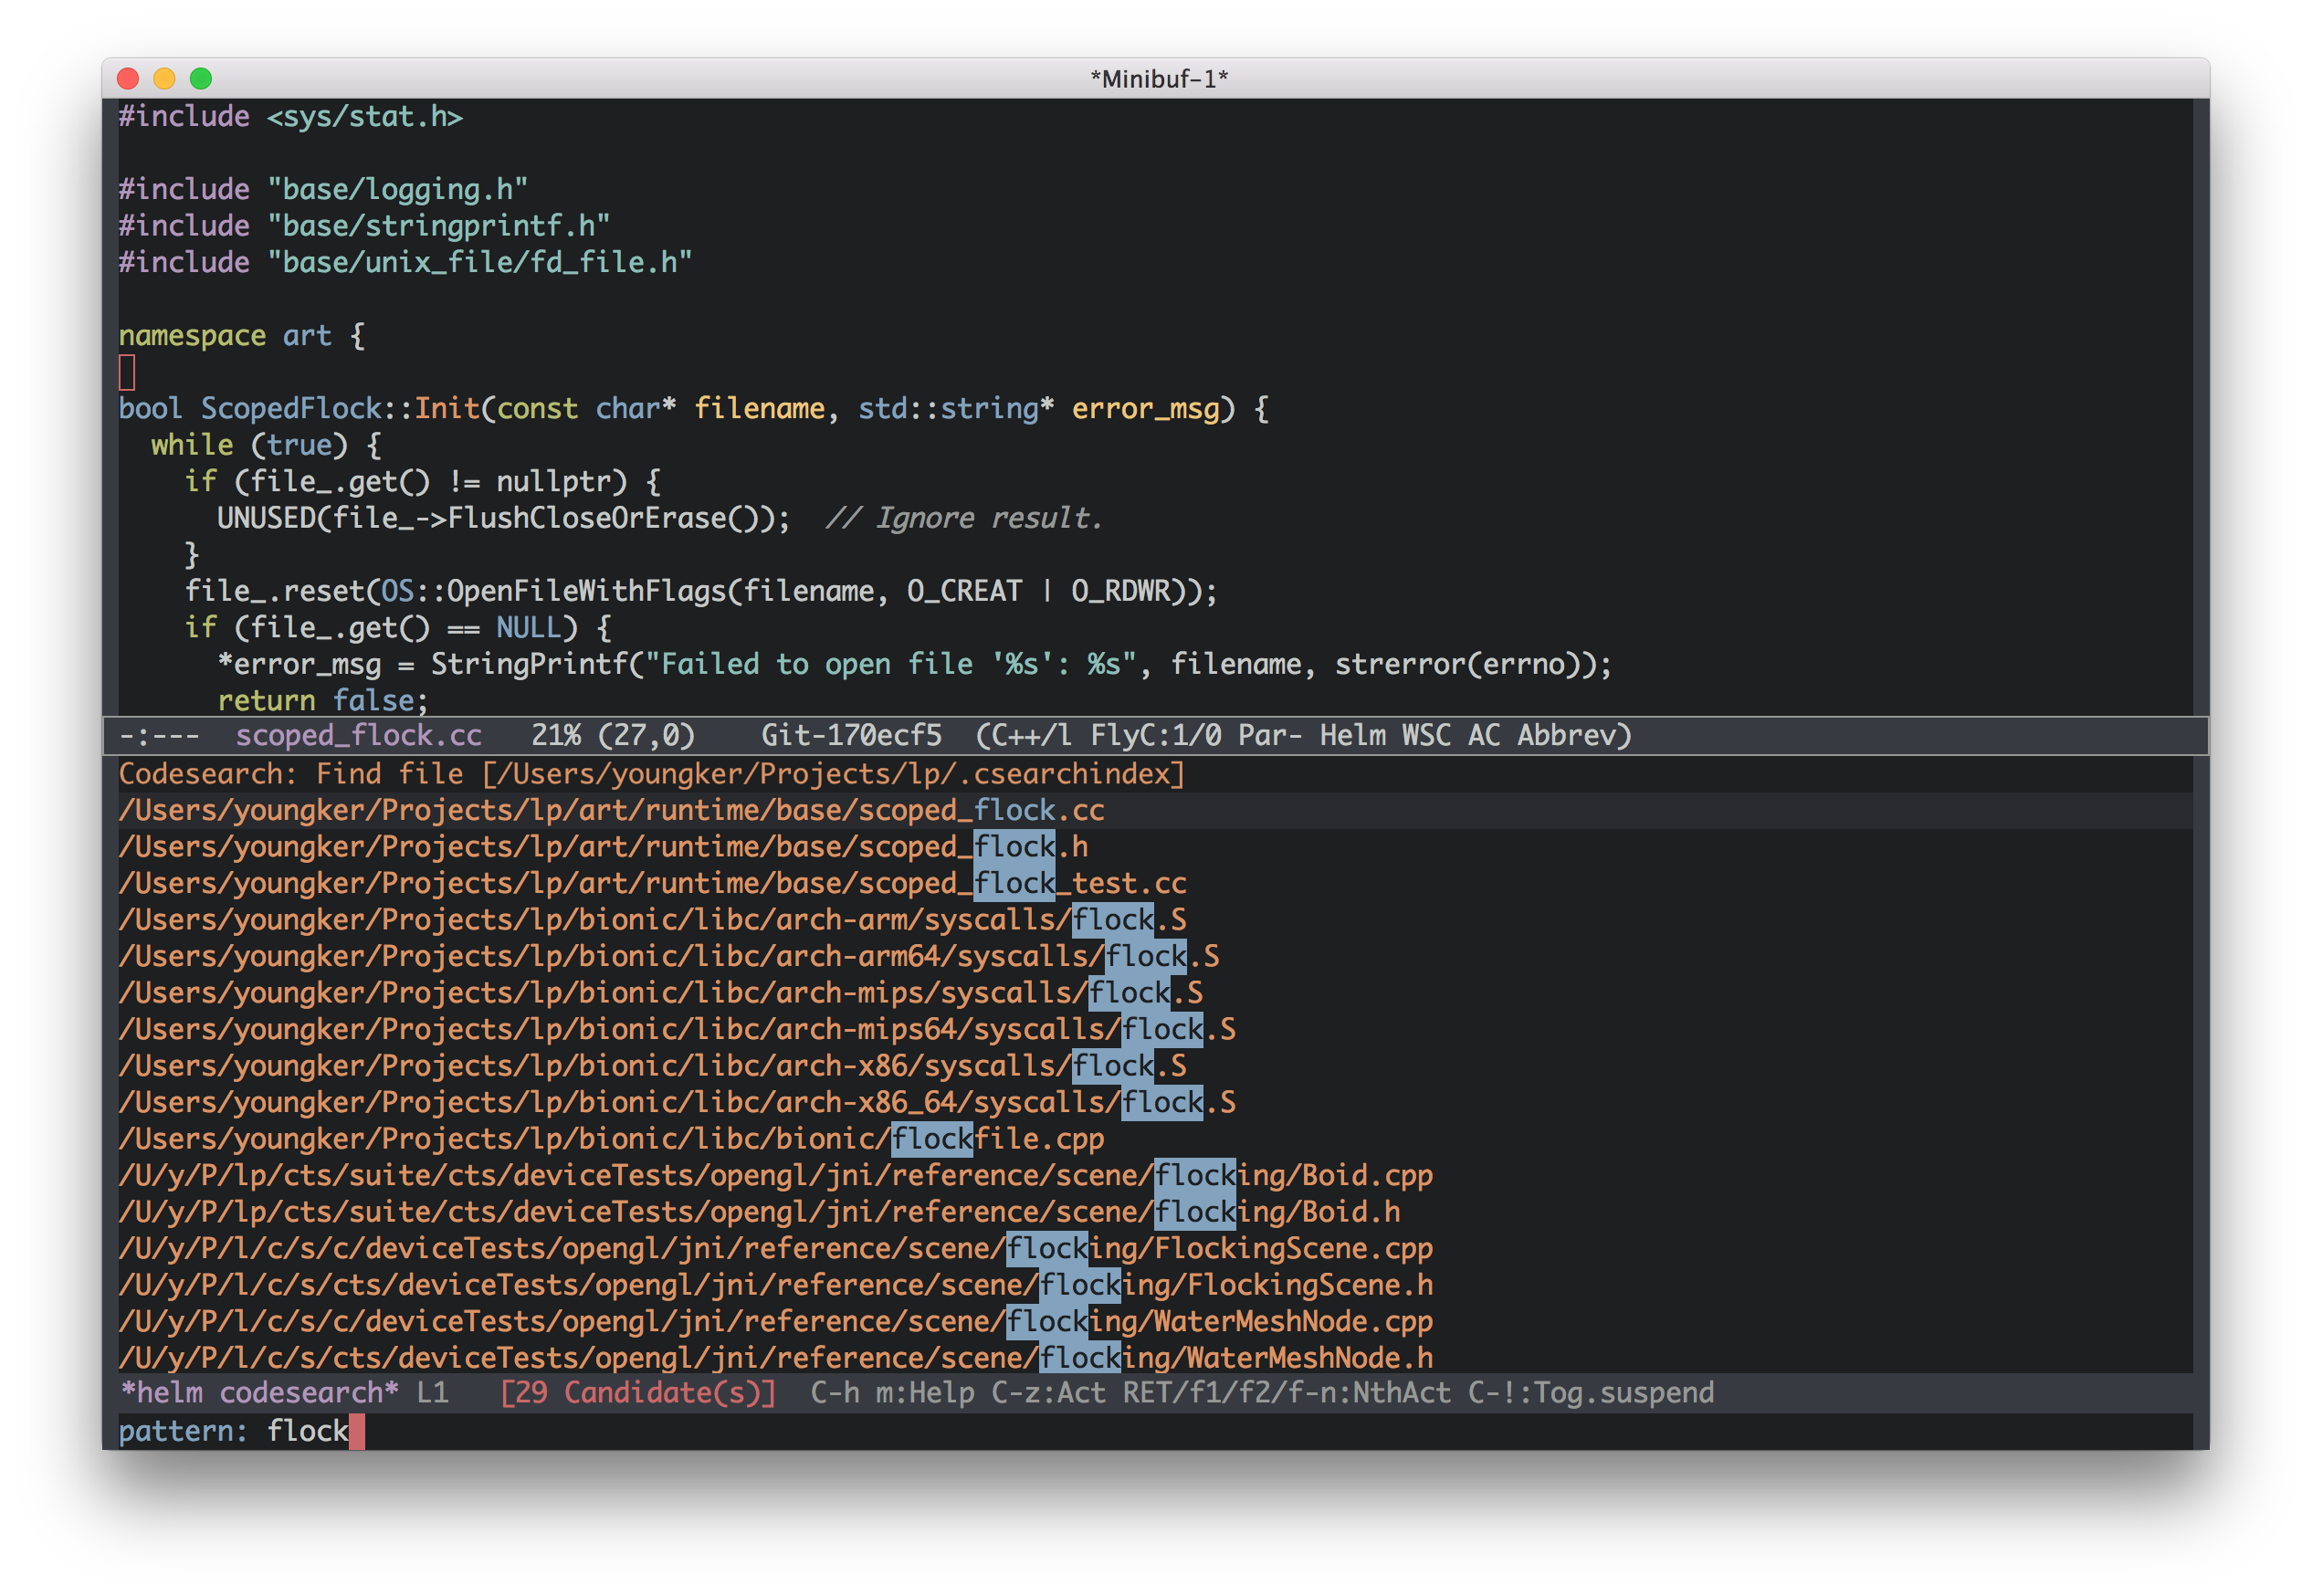 *Minibuf-1*
#include <sys/stat.h>
#include "base/logging.h"
#include "base/stringprintf.h"
#include "base/unix_file/fd_file.h"
namespace art {
bool ScopedFlock::Init(const char* filename, std::string* error_msg) {
  while (true) {
    if (file_.get() != nullptr) {
      UNUSED(file_->FlushCloseOrErase());  // Ignore result.
    }
    file_.reset(OS::OpenFileWithFlags(filename, O_CREAT | O_RDWR));
    if (file_.get() == NULL) {
      *error_msg = StringPrintf("Failed to open file '%s': %s", filename, strerror(errno));
      return false;
-:---  scoped_flock.cc   21% (27,0)    Git-170ecf5  (C++/l FlyC:1/0 Par- Helm WSC AC Abbrev)
Codesearch: Find file [/Users/youngker/Projects/lp/.csearchindex]
/Users/youngker/Projects/lp/art/runtime/base/scoped_flock.cc
/Users/youngker/Projects/lp/art/runtime/base/scoped_flock.h
/Users/youngker/Projects/lp/art/runtime/base/scoped_flock_test.cc
/Users/youngker/Projects/lp/bionic/libc/arch-arm/syscalls/flock.S
/Users/youngker/Projects/lp/bionic/libc/arch-arm64/syscalls/flock.S
/Users/youngker/Projects/lp/bionic/libc/arch-mips/syscalls/flock.S
/Users/youngker/Projects/lp/bionic/libc/arch-mips64/syscalls/flock.S
/Users/youngker/Projects/lp/bionic/libc/arch-x86/syscalls/flock.S
/Users/youngker/Projects/lp/bionic/libc/arch-x86_64/syscalls/flock.S
/Users/youngker/Projects/lp/bionic/libc/bionic/flockfile.cpp
/U/y/P/lp/cts/suite/cts/deviceTests/opengl/jni/reference/scene/flocking/Boid.cpp
/U/y/P/lp/cts/suite/cts/deviceTests/opengl/jni/reference/scene/flocking/Boid.h
/U/y/P/l/c/s/c/deviceTests/opengl/jni/reference/scene/flocking/FlockingScene.cpp
/U/y/P/l/c/s/cts/deviceTests/opengl/jni/reference/scene/flocking/FlockingScene.h
/U/y/P/l/c/s/c/deviceTests/opengl/jni/reference/scene/flocking/WaterMeshNode.cpp
/U/y/P/l/c/s/cts/deviceTests/opengl/jni/reference/scene/flocking/WaterMeshNode.h
*helm codesearch* L1   [29 Candidate(s)]  C-h m:Help C-z:Act RET/f1/f2/f-n:NthAct C-!:Tog.suspend
pattern: flock